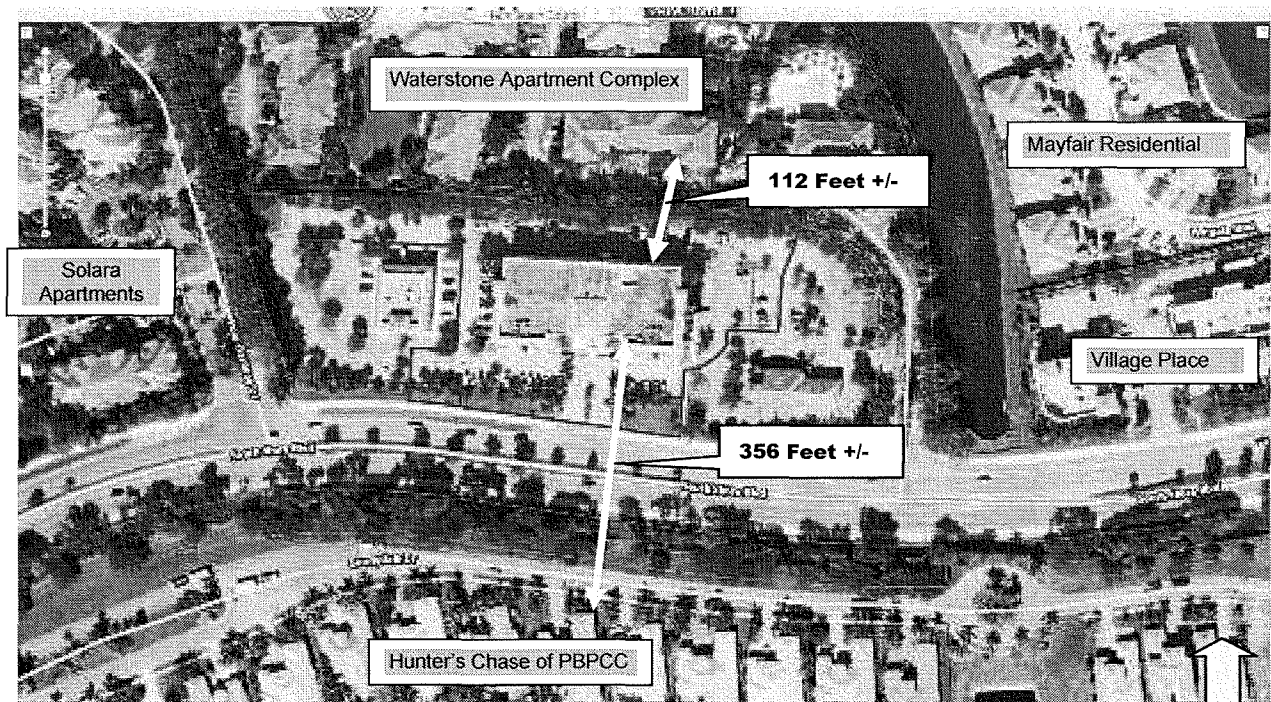 Waterstone Apartment Complex
Mayfair Residential
112 Feet +/-
Solara
Apartments
Village Place
356 Feet +/-
Hunter's Chase of PBPCC